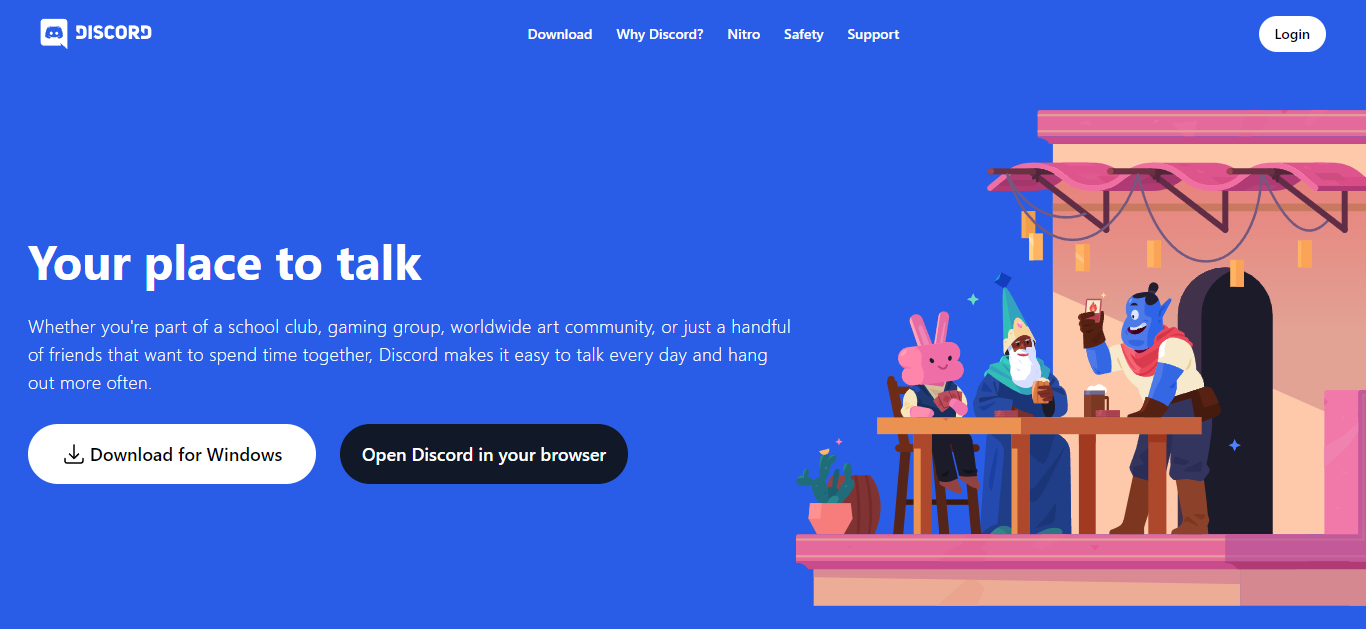 DISCORD
Download Why Discord? Nitro Safety Support
Login
Your place to talk
Whether you're part of a school club, gaming group, worldwide art community, or just a handful
of friends that want to spend time together, Discord makes it easy to talk every day and hang
out more often.
Download for Windows
Open Discord in your browser